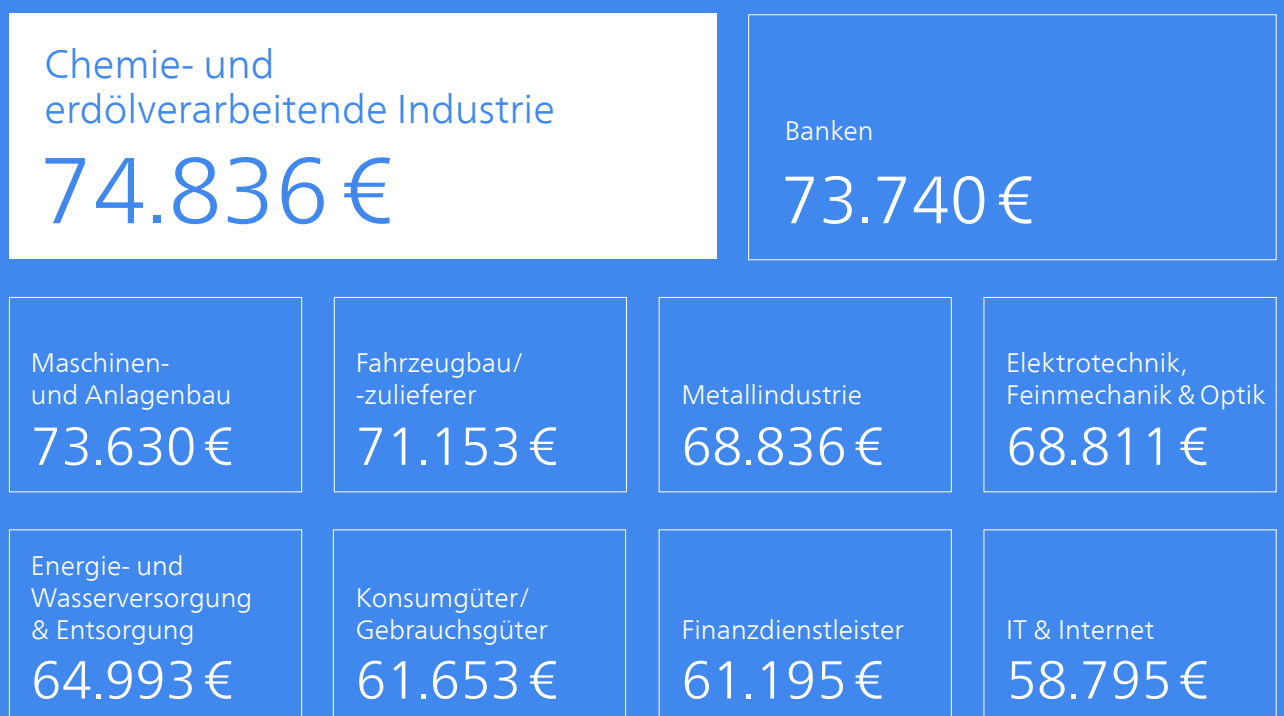 Chemie- und
erdölverarbeitende Industrie
74.836 €
Banken
73.740 €
Maschinen-
und Anlagenbau
73.630 €
Fahrzeugbau/
-zulieferer
71.153 €
Metallindustrie
68.836 €
Elektrotechnik,
Feinmechanik & Optik
68.811 €
Energie- und
Wasserversorgung
& Entsorgung
64.993 €
Konsumgüter/
Gebrauchsgüter
61.653 €
Finanzdienstleister
61.195 €
IT & Internet
58.795 €